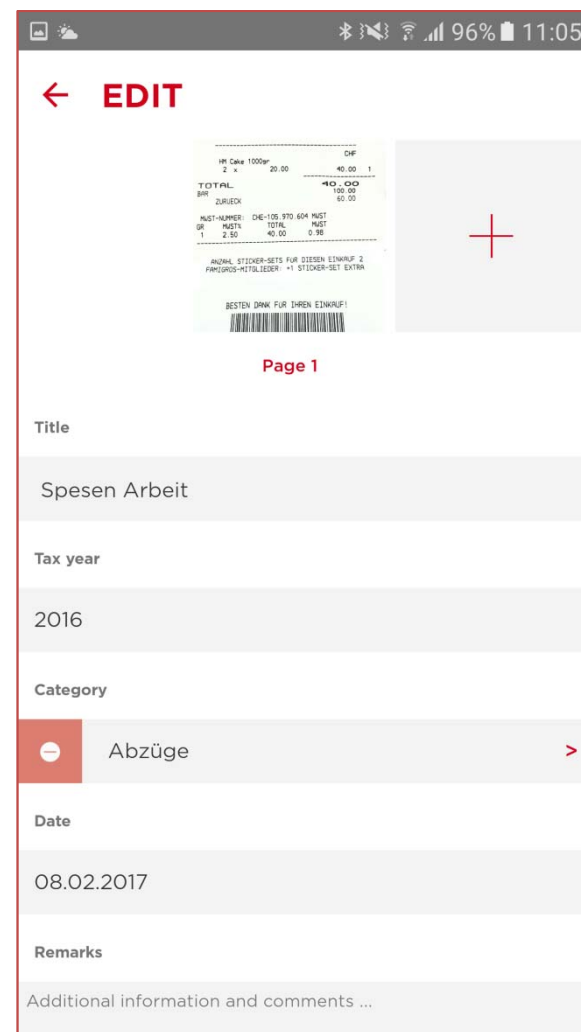 96% 11:05
← EDIT
CHF
HM Cake 1000gr
2 x 20.00 40.00 1
TOTAL 40.00
BAR 100.00
ZURUECK 60.00
MWST-NUMMER: CHE-105.970.604 MWST
GR MWST% TOTAL MWST
1 2.50 40.00 0.98
ANZAHL STICKER-SETS FUR DIESEN EINKAUF 2
FAMIGROS-MITGLIEDER: +1 STICKER-SET EXTRA
BESTEN DANK FUR IHREN EINKAUF!
+
Page 1
Title
Spesen Arbeit
Tax year
2016
Category
Abzüge >
Date
08.02.2017
Remarks
Additional information and comments ...